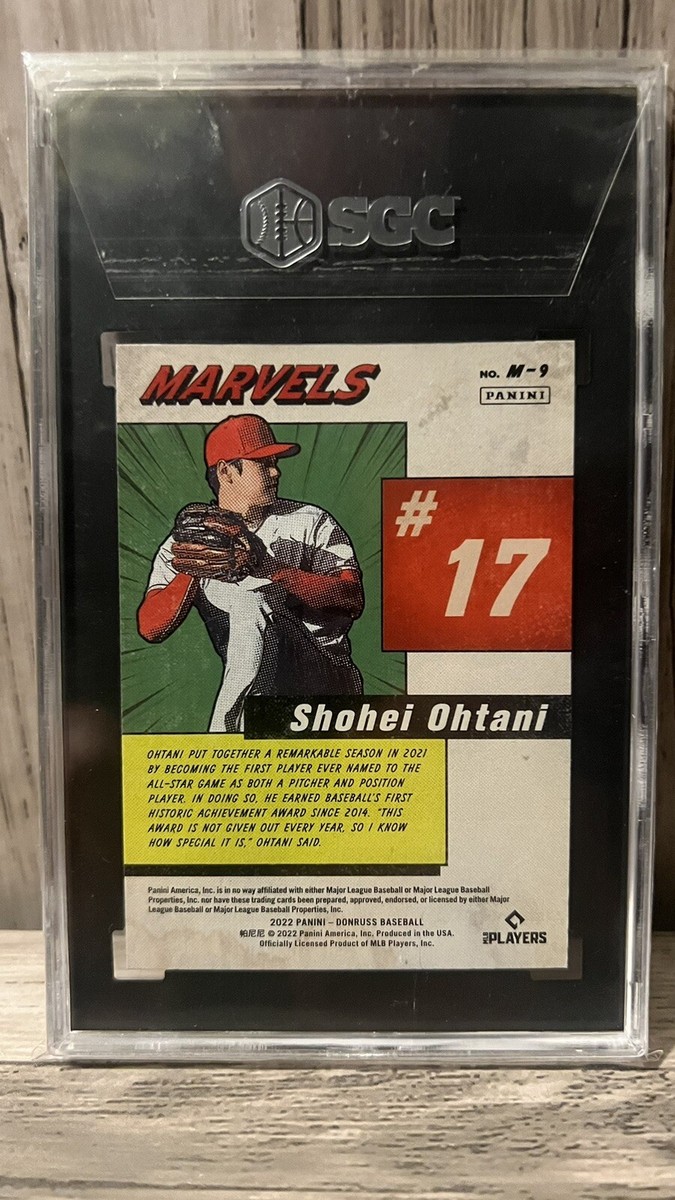 SGC
MARVELS
NO. M-9
PANINI
# 17
Shohei Ohtani
OHTANI PUT TOGETHER A REMARKABLE SEASON IN 2021
BY BECOMING THE FIRST PLAYER EVER NAMED TO THE
ALL-STAR GAME AS BOTH A PITCHER AND POSITION
PLAYER. IN DOING SO, HE EARNED BASEBALL'S FIRST
HISTORIC ACHIEVEMENT AWARD SINCE 2014. "THIS
AWARD IS NOT GIVEN OUT EVERY YEAR, SO I KNOW
HOW SPECIAL IT IS," OHTANI SAID.
Panini America, Inc. is in no way affiliated with either Major League Baseball or Major League Baseball
Properties, Inc. nor have these trading cards been prepared, approved, endorsed, or licensed by either Major
League Baseball or Major League Baseball Properties, Inc.
2022 PANINI – DONRUSS BASEBALL
帕尼尼 © 2022 Panini America, Inc. Produced in the USA.
Officially Licensed Product of MLB Players, Inc.
MLB PLAYERS